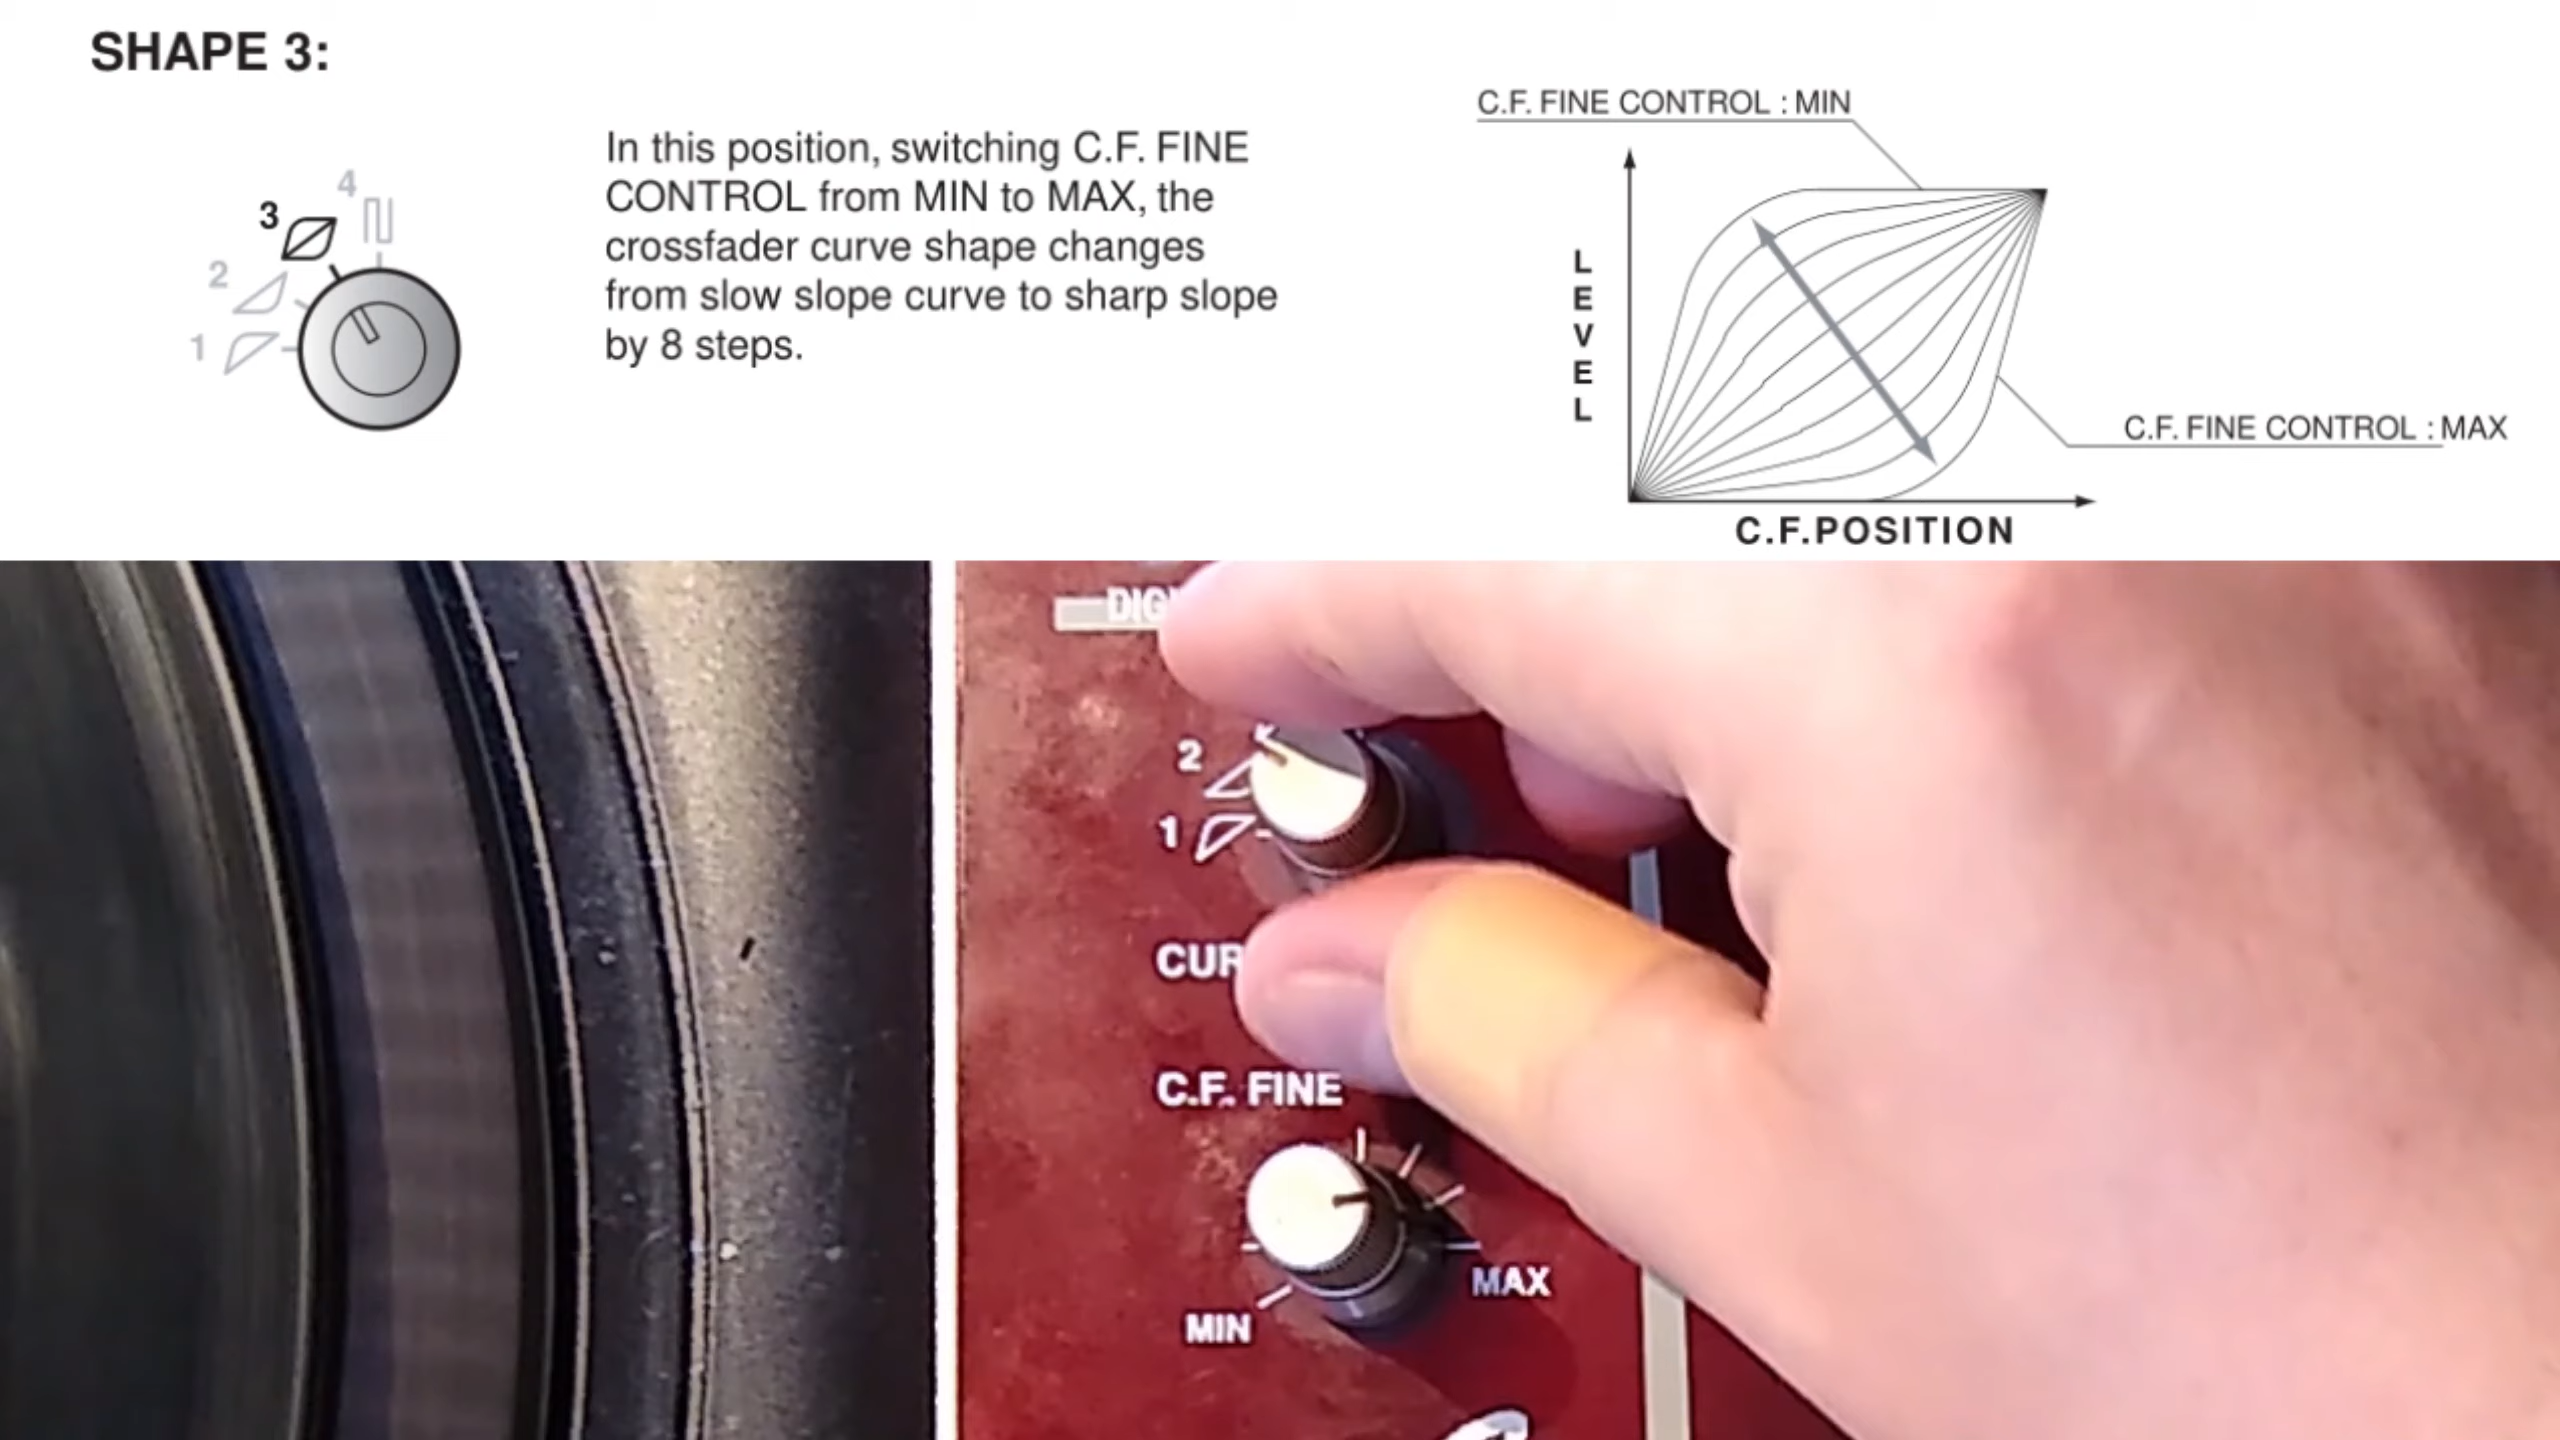 SHAPE 3:
In this position, switching C.F. FINE
CONTROL from MIN to MAX, the
crossfader curve shape changes
from slow slope curve to sharp slope
by 8 steps.
4
3
2
1
C.F. FINE CONTROL : MIN
LEVEL
C.F. FINE CONTROL : MAX
C.F.POSITION
2
1
C.F. FINE
MAX
MIN